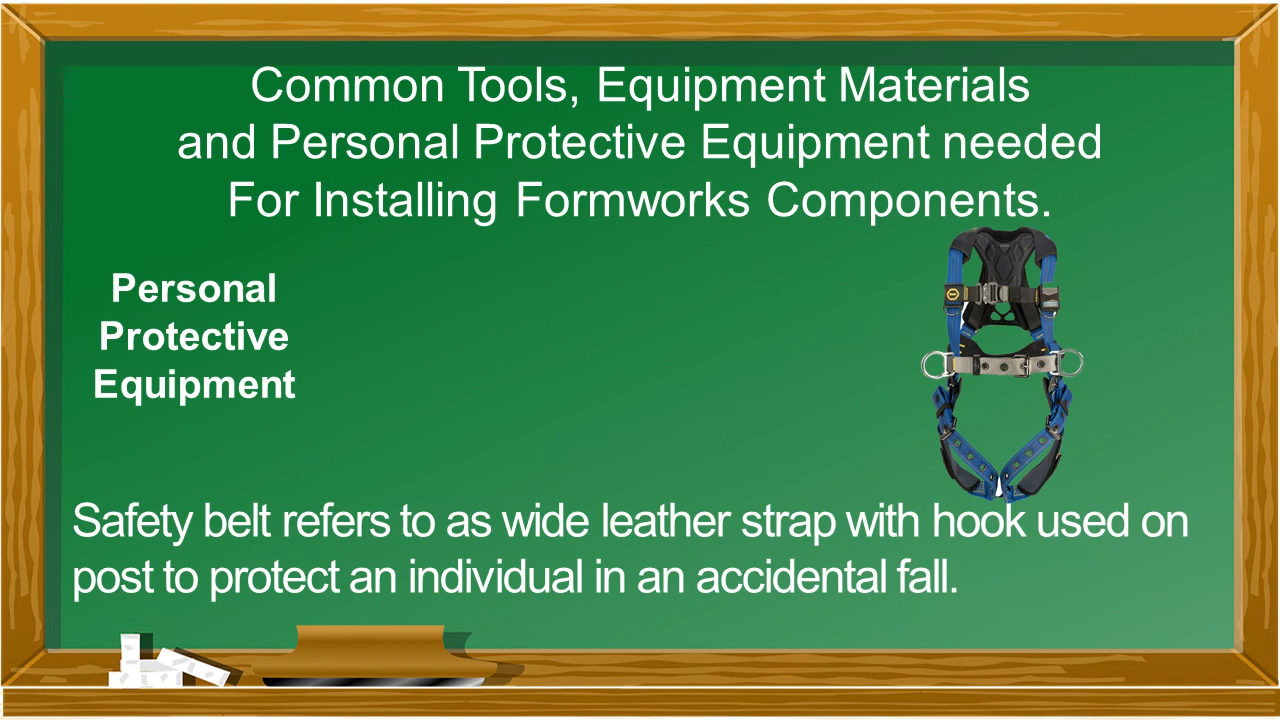 Common Tools, Equipment Materials
and Personal Protective Equipment needed
For Installing Formworks Components.
Personal
Protective
Equipment
Safety belt refers to as wide leather strap with hook used on
post to protect an individual in an accidental fall.